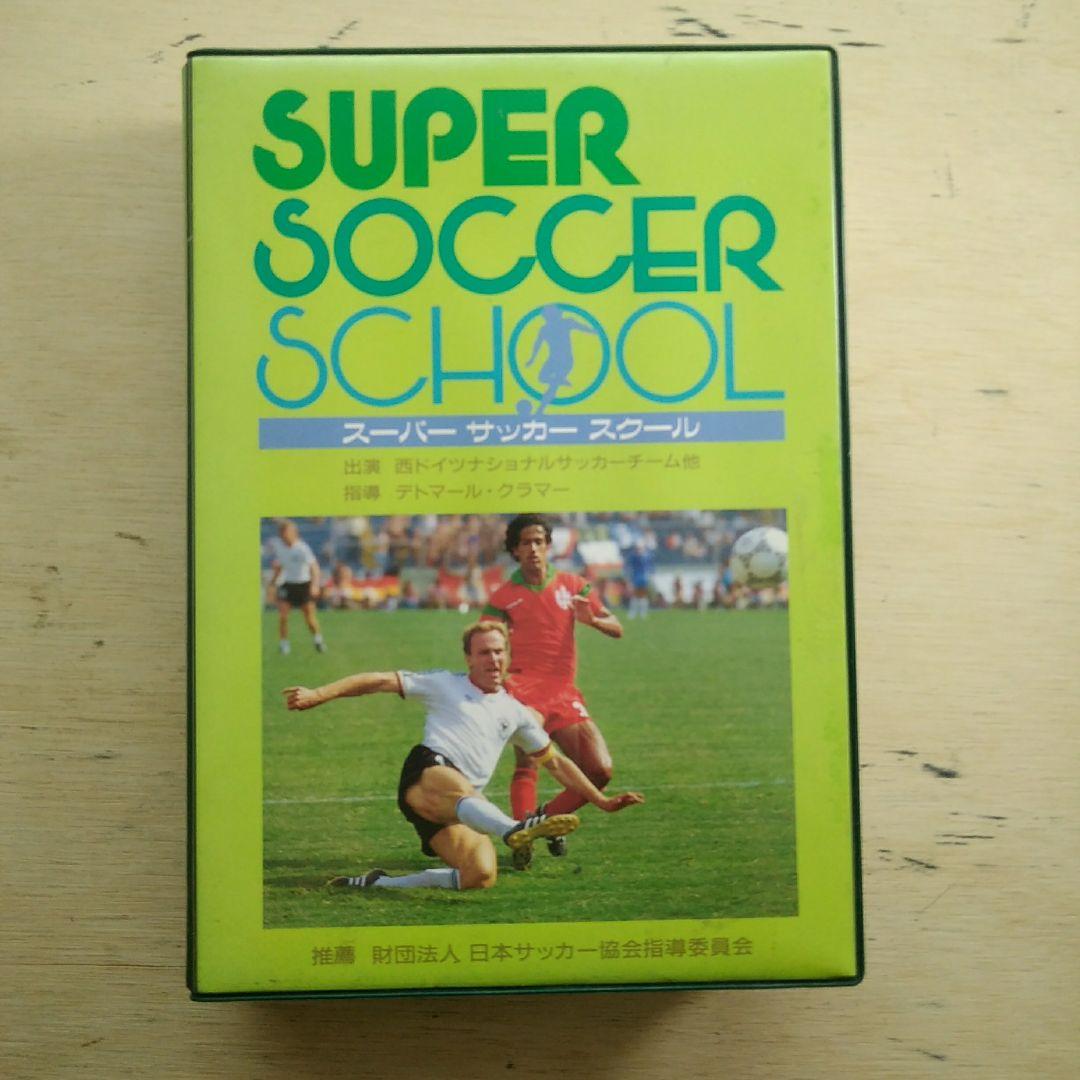 SUPER
SOCCER
SCHOOL
スーパー サッカー スクール
出演 西ドイツナショナルサッカーチーム他
指導 デトマール・クラマー
推薦 財団法人 日本サッカー協会指導委員会